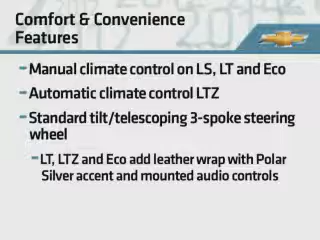 Comfort & Convenience
Features
Manual climate control on LS, LT and Eco
Automatic climate control LTZ
Standard tilt/telescoping 3-spoke steering
wheel
LT, LTZ and Eco add leather wrap with Polar
Silver accent and mounted audio controls